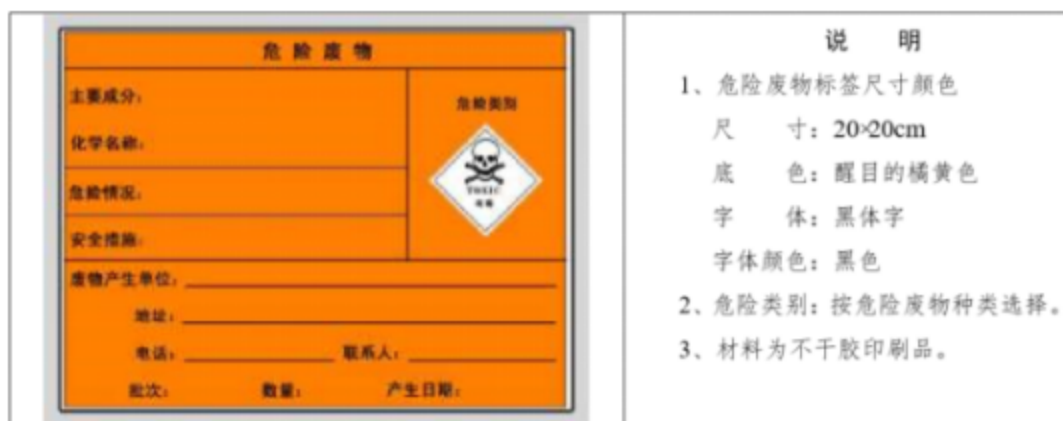 危险废物
主要成分：
化学名称：
危险情况：
安全措施：
危险类别
TOXIC
有毒
废物产生单位：
地址：
电话： 联系人：
批次： 数量： 产生日期：
说 明
1、危险废物标签尺寸颜色
尺 寸：20×20cm
底 色：醒目的橘黄色
字 体：黑体字
字体颜色：黑色
2、危险类别：按危险废物种类选择。
3、材料为不干胶印刷品。